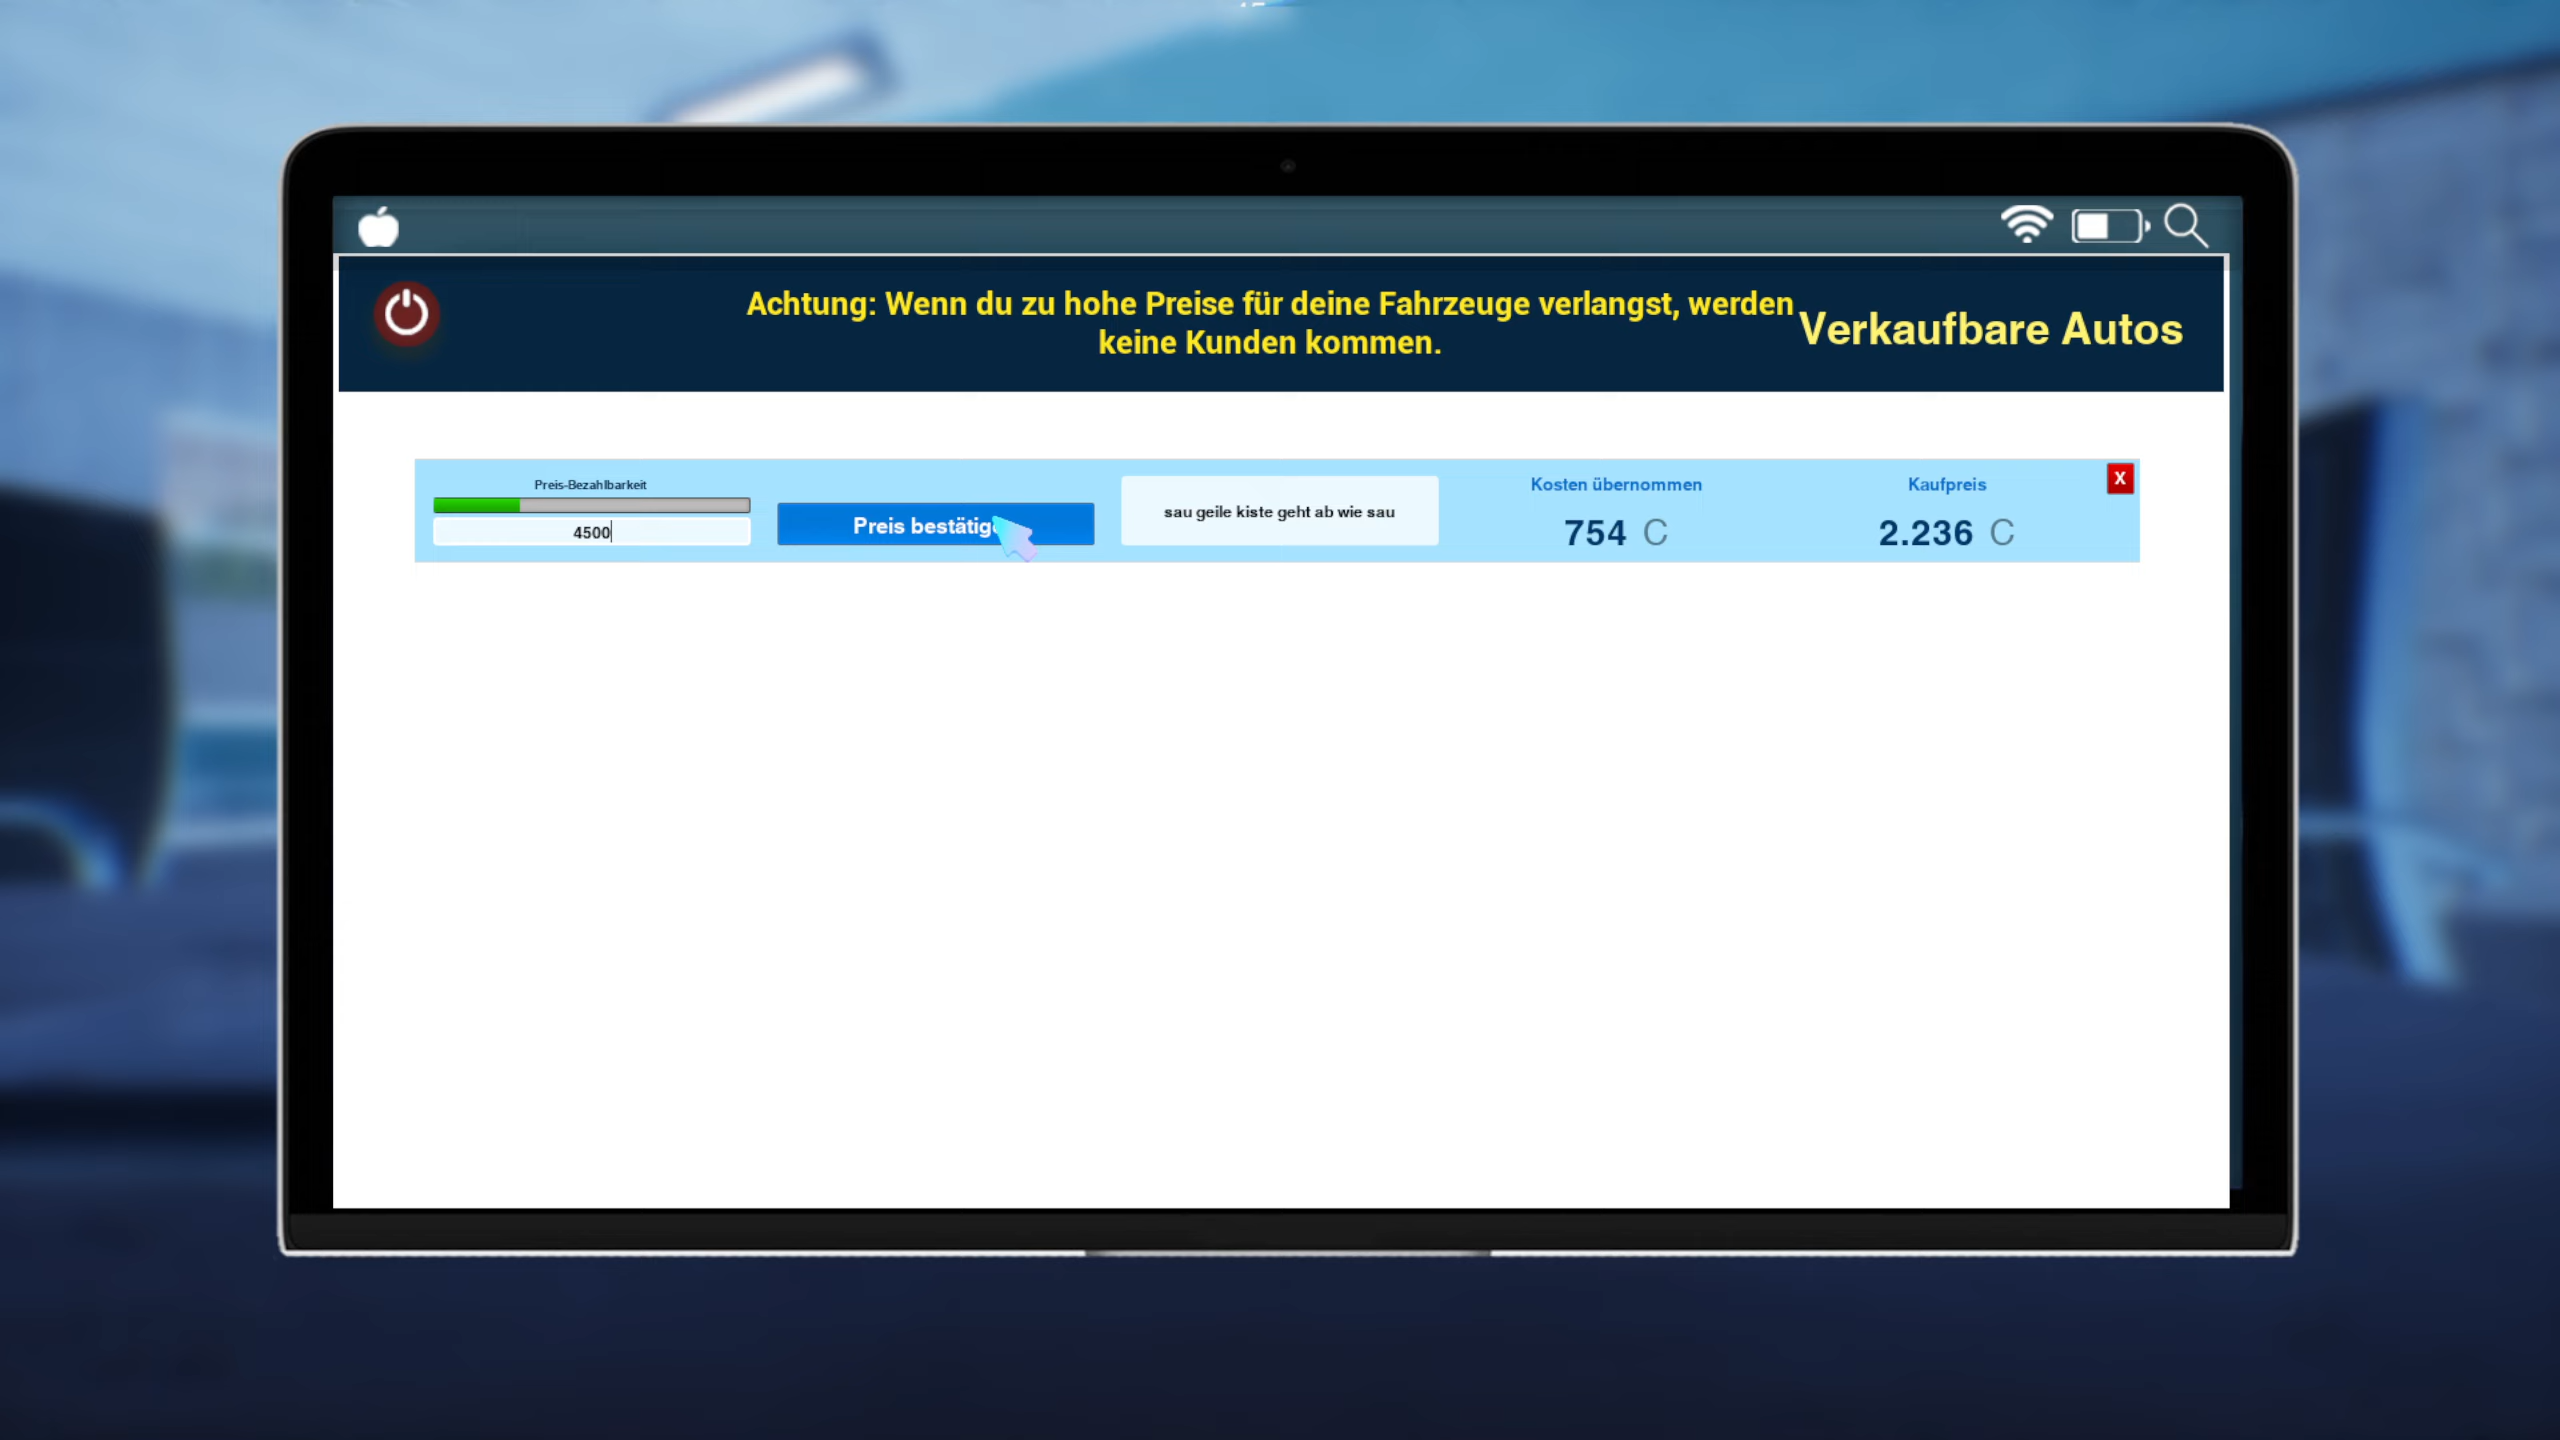 Achtung: Wenn du zu hohe Preise für deine Fahrzeuge verlangst, werden
keine Kunden kommen.
Verkaufbare Autos
Preis-Bezahlbarkeit
4500
Preis bestätig
sau geile kiste geht ab wie sau
Kosten übernommen
754 C
Kaufpreis
2.236 C
X